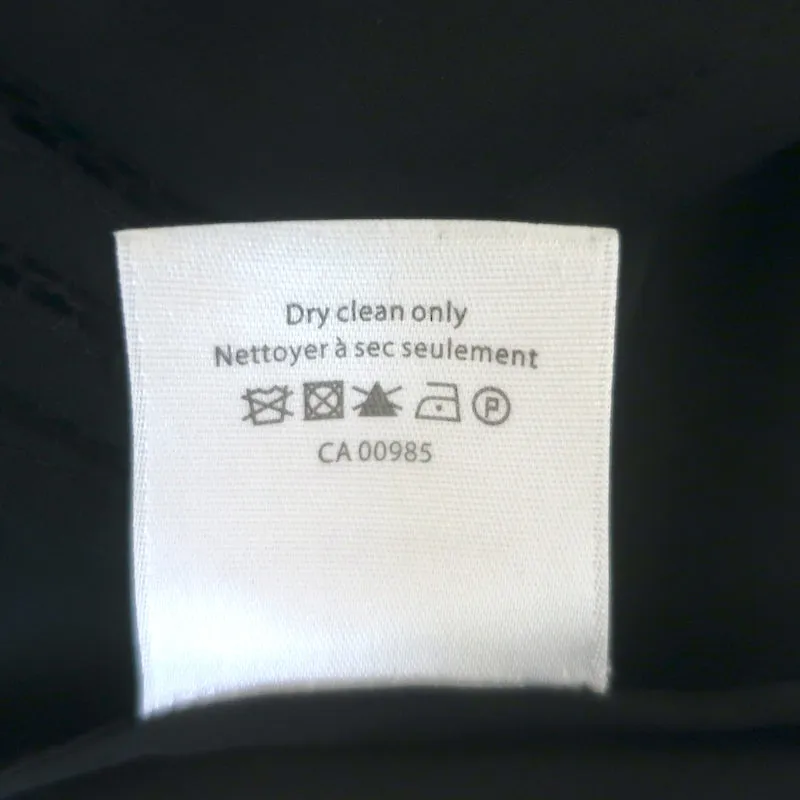 Dry clean only
Nettoyer à sec seulement
P
CA 00985